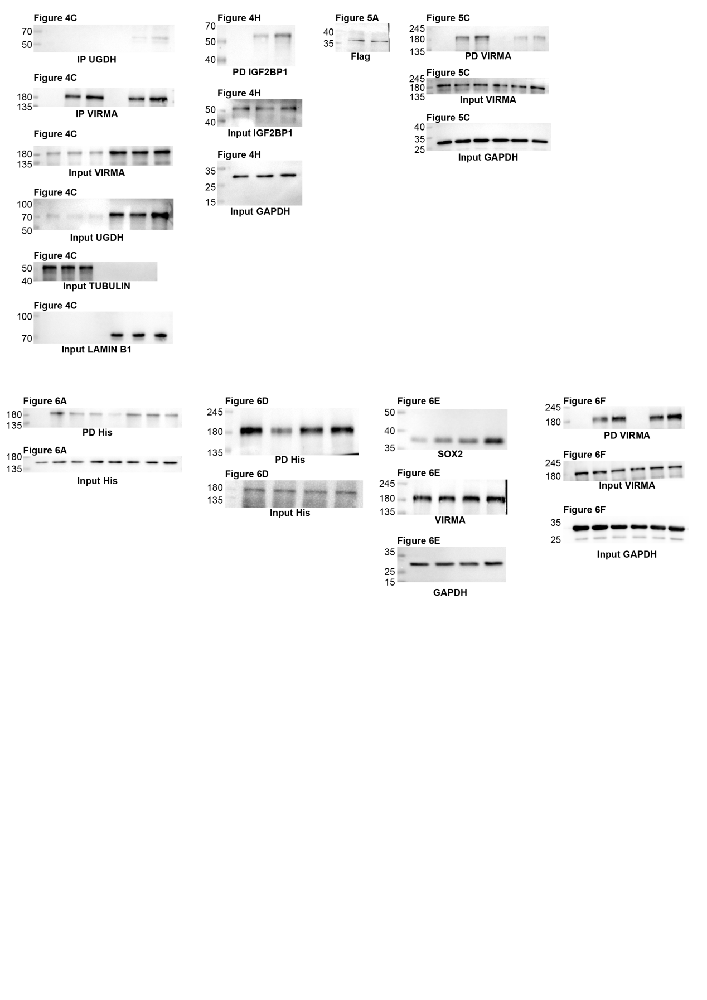 Figure 4C
70
50
IP UGDH
Figure 4C
180
135
IP VIRMA
Figure 4C
180
135
Input VIRMA
Figure 4C
100
70
50
Input UGDH
Figure 4C
50
40
Input TUBULIN
Figure 4C
100
70
Input LAMIN B1
Figure 4H
70
50
40
PD IGF2BP1
Figure 4H
50
40
Input IGF2BP1
Figure 4H
35
25
15
Input GAPDH
Figure 5A
40
35
Flag
Figure 5C
245
180
135
PD VIRMA
Figure 5C
245
180
135
Input VIRMA
Figure 5C
40
35
25
Input GAPDH
Figure 6A
180
135
PD His
Figure 6A
180
135
Input His
Figure 6D
245
180
135
PD His
Figure 6D
180
135
Input His
Figure 6E
50
40
35
SOX2
Figure 6E
245
180
135
VIRMA
Figure 6E
35
25
15
GAPDH
Figure 6F
245
180
PD VIRMA
Figure 6F
245
180
Input VIRMA
Figure 6F
35
25
Input GAPDH